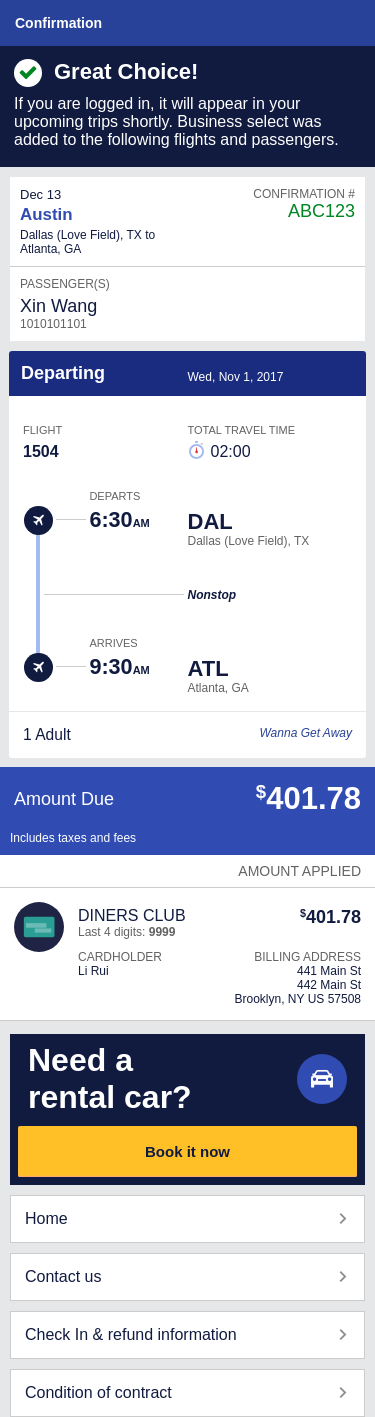 Confirmation
Great Choice!
If you are logged in, it will appear in your
upcoming trips shortly. Business select was
added to the following flights and passengers.
Dec 13
CONFIRMATION #
Austin
ABC123
Dallas (Love Field), TX to
Atlanta, GA
PASSENGER(S)
Xin Wang
1010101101
Departing
Wed, Nov 1, 2017
FLIGHT
TOTAL TRAVEL TIME
1504
02:00
DEPARTS
6:30AM
DAL
Dallas (Love Field), TX
Nonstop
ARRIVES
9:30AM
ATL
Atlanta, GA
1 Adult
Wanna Get Away
Amount Due
$401.78
Includes taxes and fees
AMOUNT APPLIED
DINERS CLUB
$401.78
Last 4 digits: 9999
CARDHOLDER
BILLING ADDRESS
Li Rui
441 Main St
442 Main St
Brooklyn, NY US 57508
Need a
rental car?
Book it now
Home
Contact us
Check In & refund information
Condition of contract